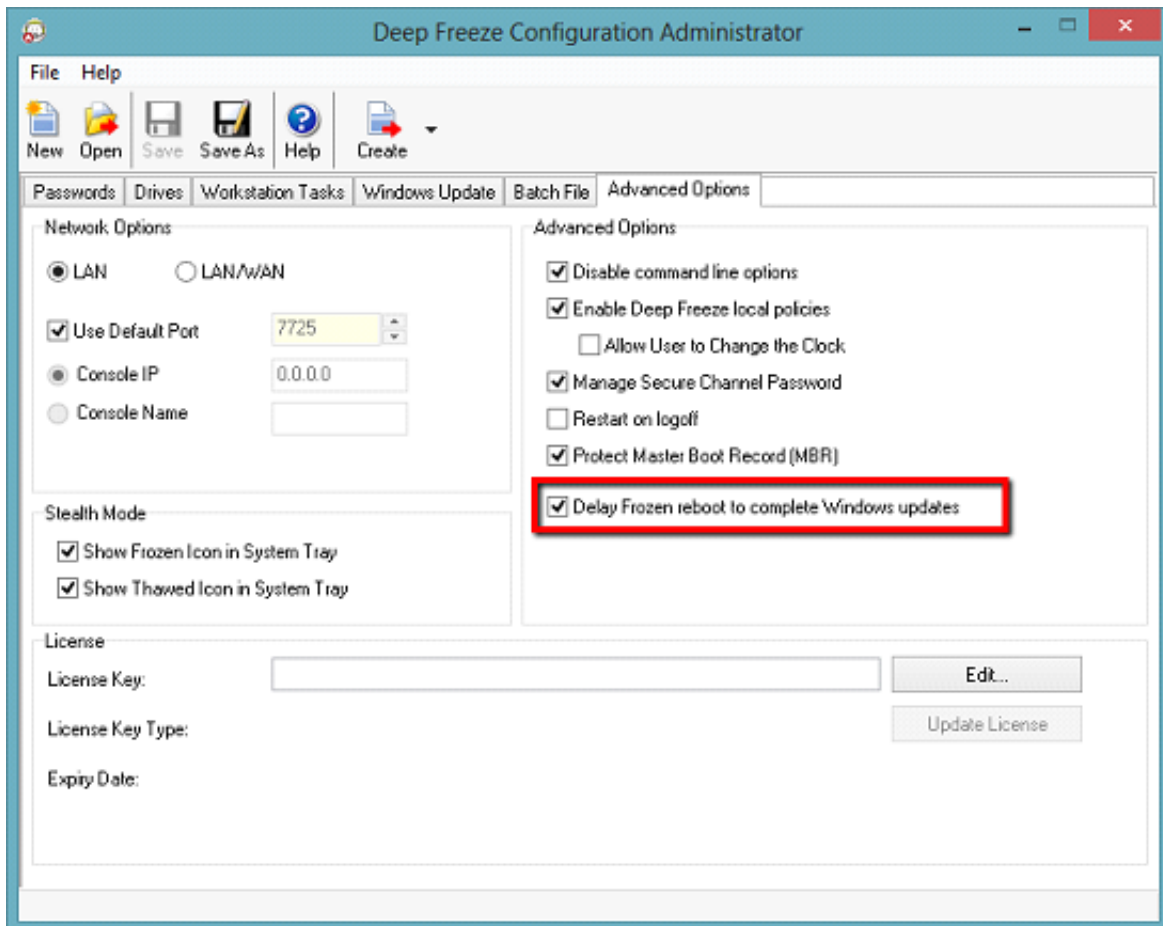 Deep Freeze Configuration Administrator
File Help
New Open Save Save As Help Create
Passwords Drives Workstation Tasks Windows Update Batch File Advanced Options
Network Options
LAN LAN/WAN
Use Default Port 7725
Console IP 0.0.0.0
Console Name
Stealth Mode
Show Frozen Icon in System Tray
Show Thawed Icon in System Tray
Advanced Options
Disable command line options
Enable Deep Freeze local policies
Allow User to Change the Clock
Manage Secure Channel Password
Restart on logoff
Protect Master Boot Record (MBR)
Delay Frozen reboot to complete Windows updates
License
License Key: Edit...
License Key Type: Update License
Expiry Date: